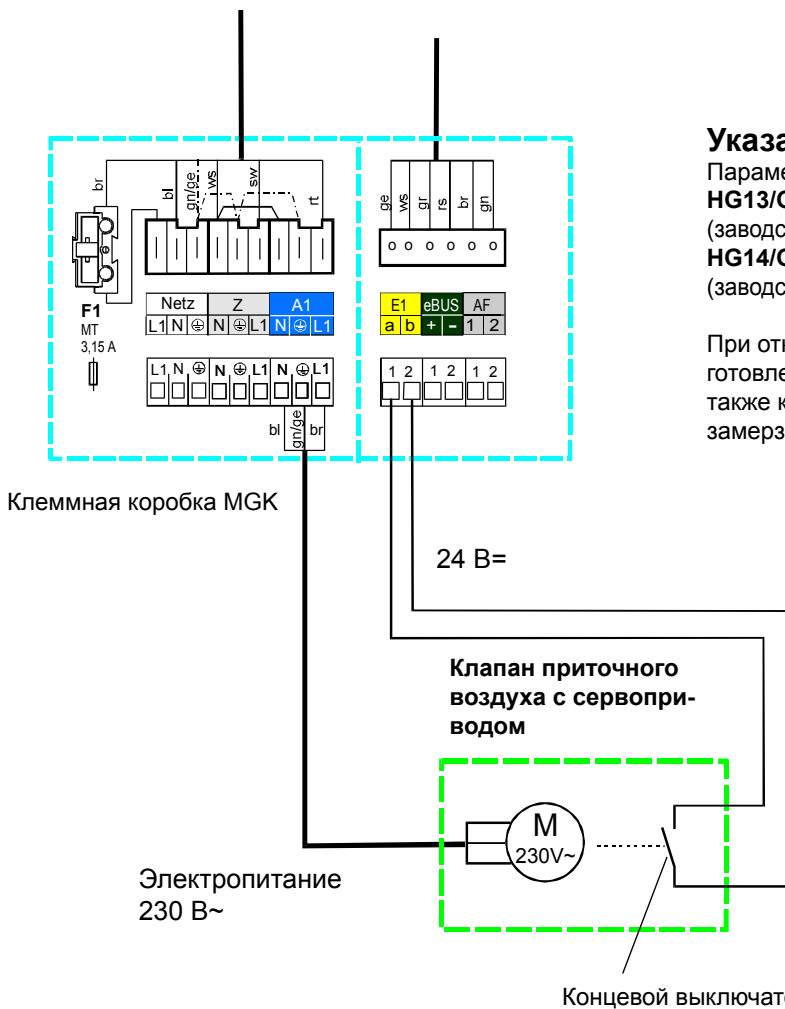 Указа
Параме
HG13/
(заводс
HG14/
(заводс
При отк
готовле
также к
замерз
br
bl
gn/ge
ws
sw
rt
ge
ws
gr
rs
br
gn
e
F1
MT
3,15 A
Netz Z A1
L1 N N L1 N L1
E1 eBUS AF
a b + - 1 2
L1 N N L1 N L1
1 2 1 2 1 2
bl gn/ge br
Клеммная коробка MGK
24 В=
Клапан приточного
воздуха с сервопри-
водом
M
230V~
Электропитание
230 В~
Концевой выключат